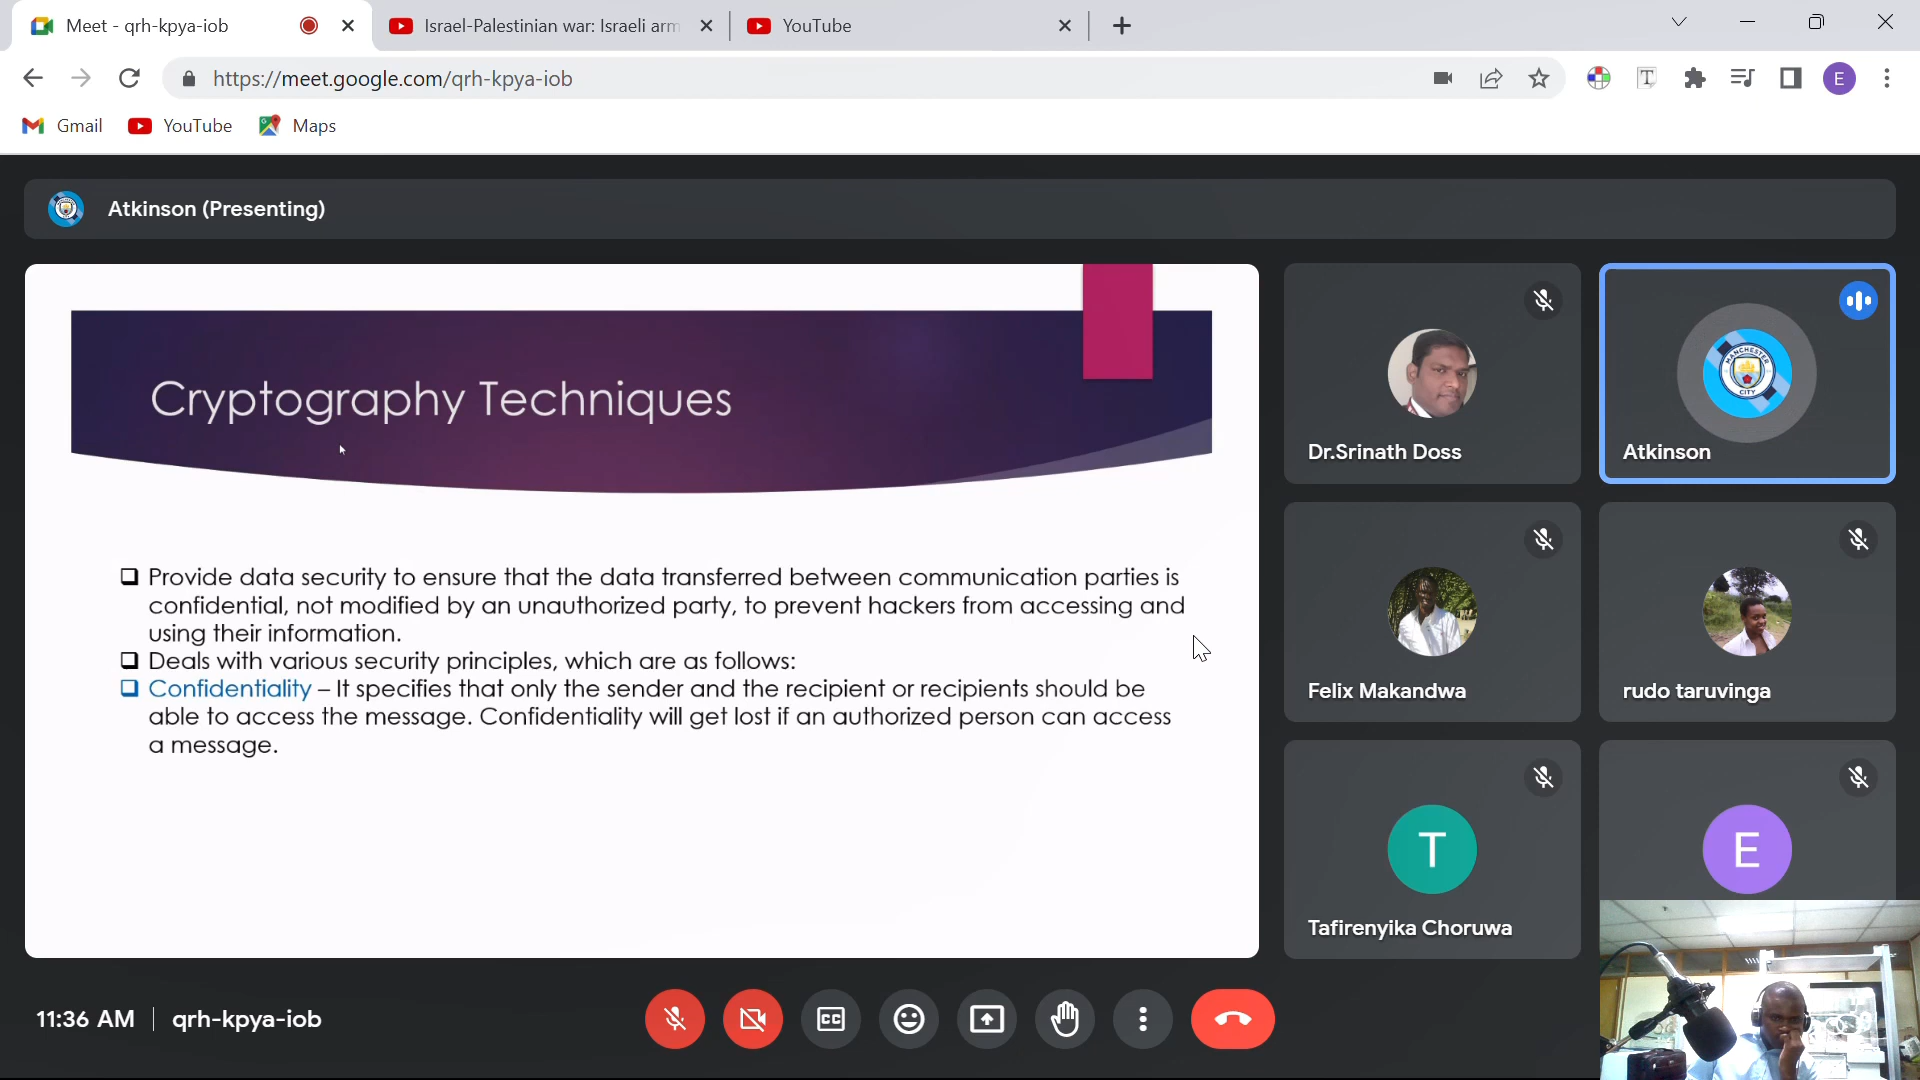 Meet - qrh-kpya-iob
Israel-Palestinian war: Israeli arm
YouTube
https://meet.google.com/qrh-kpya-iob
E
Gmail
YouTube
Maps
Atkinson (Presenting)
Cryptography Techniques
Provide data security to ensure that the data transferred between communication parties is
confidential, not modified by an unauthorized party, to prevent hackers from accessing and
using their information.
Deals with various security principles, which are as follows:
Confidentiality – It specifies that only the sender and the recipient or recipients should be
able to access the message. Confidentiality will get lost if an authorized person can access
a message.
Dr.Srinath Doss
MANCHESTER
CITY
Atkinson
Felix Makandwa
rudo taruvinga
T
Tafirenyika Choruwa
E
11:36 AM
qrh-kpya-iob
CC